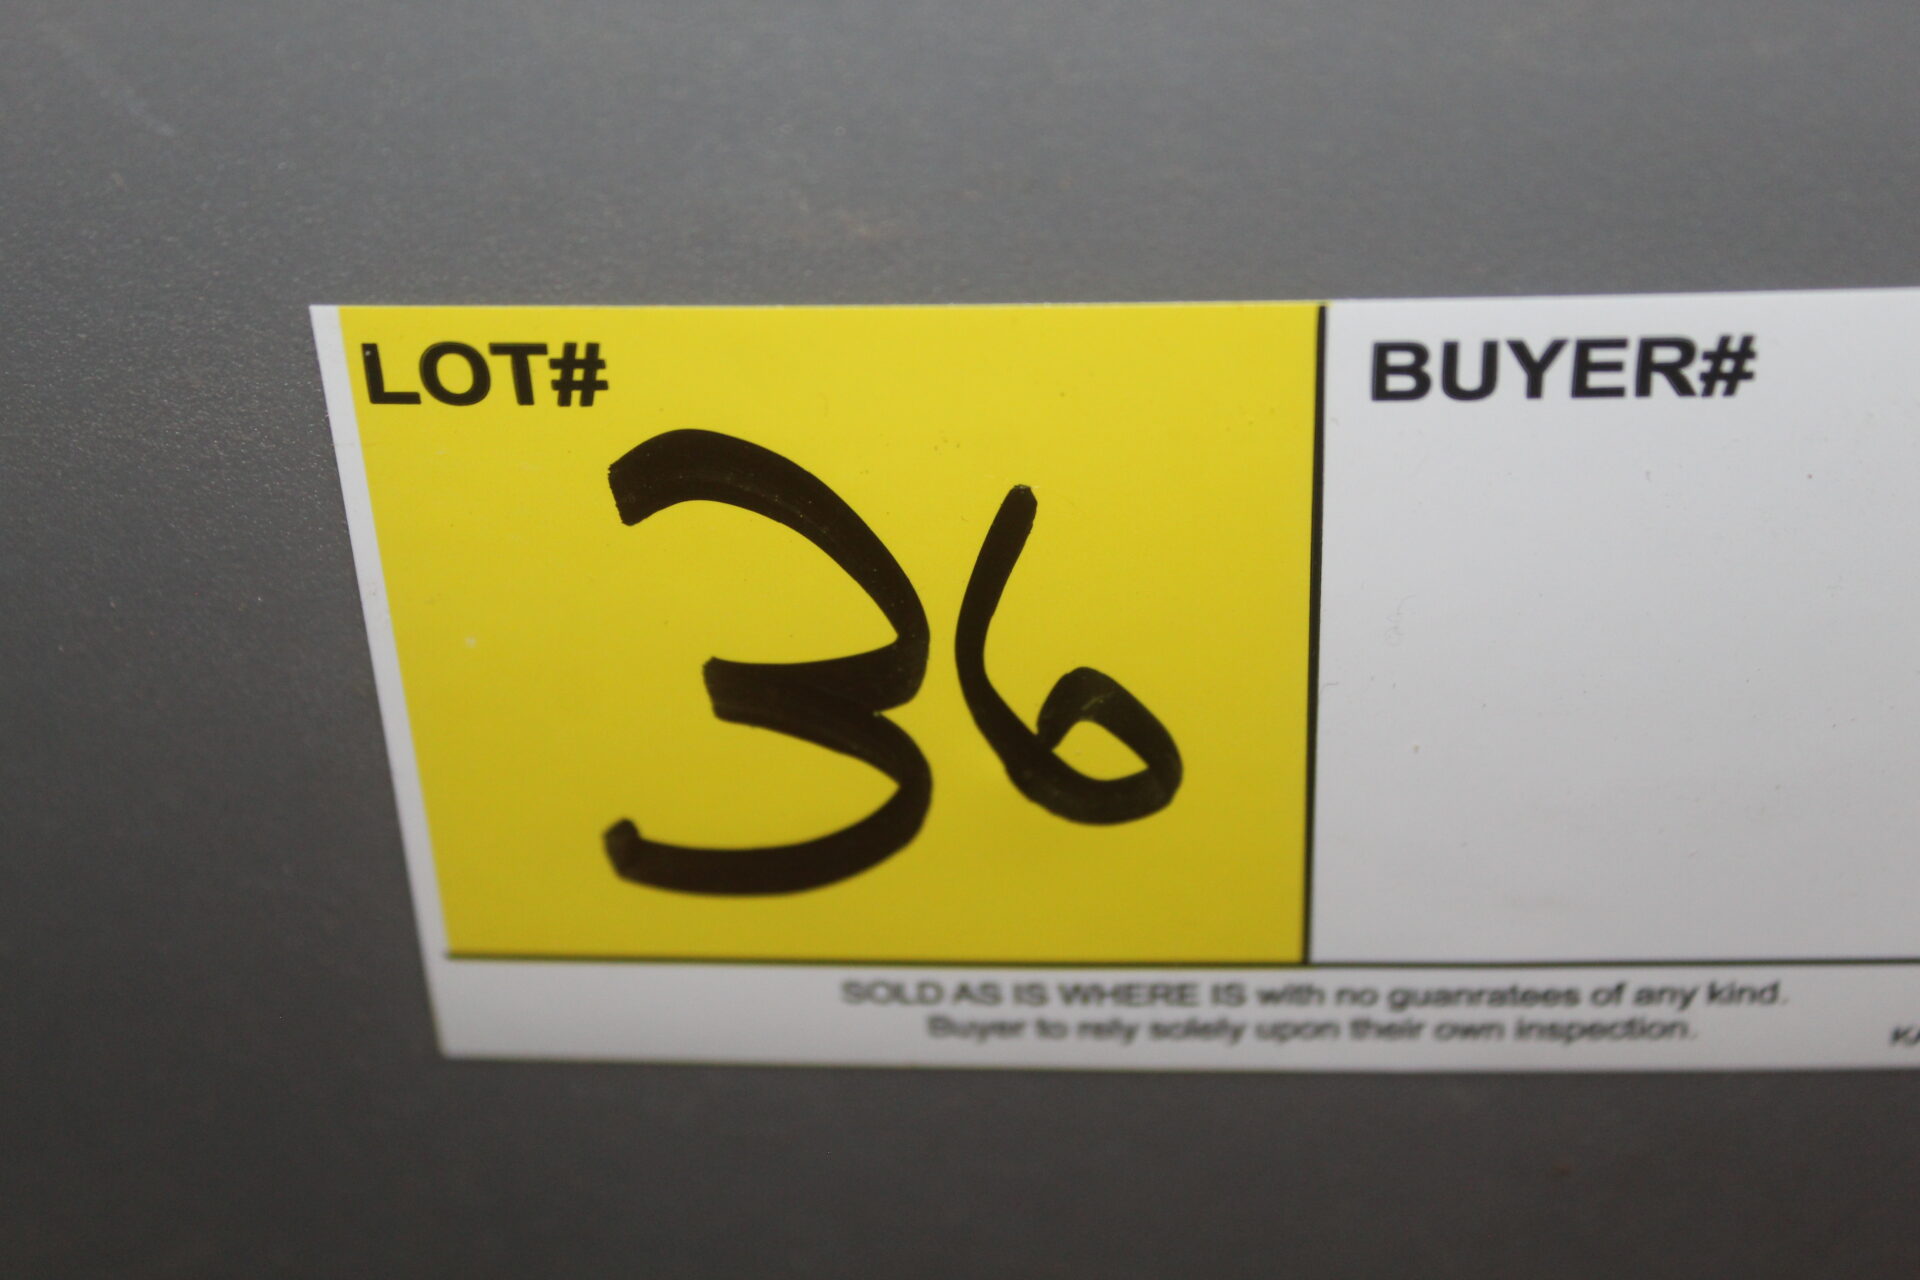 LOT#
BUYER#
36
SOLD AS IS WHERE IS with no guanratees of any kind.
Buyer to rely solely upon their own inspection.